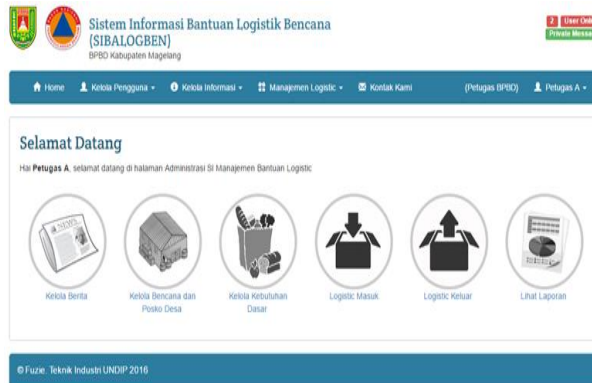 Sistem Informasi Bantuan Logistik Bencana
(SIBALOGBEN)
BPBD Kabupaten Magelang
2 User Onli
Private Messa
Home Kelola Pengguna Kelola Informasi Manajemen Logistic Kontak Kami (Petugas BPBD) Petugas A
Selamat Datang
Hai Petugas A, selamat datang di halaman Administrasi SI Manajemen Bantuan Logistic
NEWS
Kelola Berita
Kelola Bencana dan
Posko Desa
Kelola Kebutuhan
Dasar
Logistic Masuk
Logistic Keluar
Lihat Laporan
© Fuzie. Teknik Industri UNDIP 2016